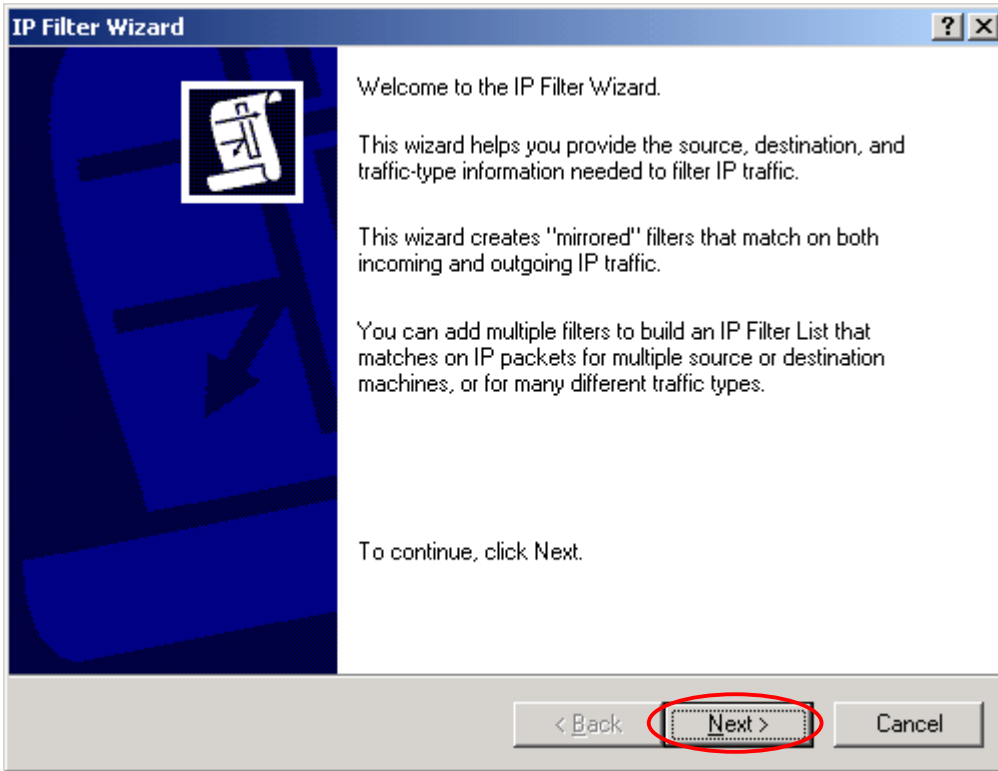 IP Filter Wizard
Welcome to the IP Filter Wizard.
This wizard helps you provide the source, destination, and
traffic-type information needed to filter IP traffic.
This wizard creates "mirrored" filters that match on both
incoming and outgoing IP traffic.
You can add multiple filters to build an IP Filter List that
matches on IP packets for multiple source or destination
machines, or for many different traffic types.
To continue, click Next.
< Back
Next >
Cancel